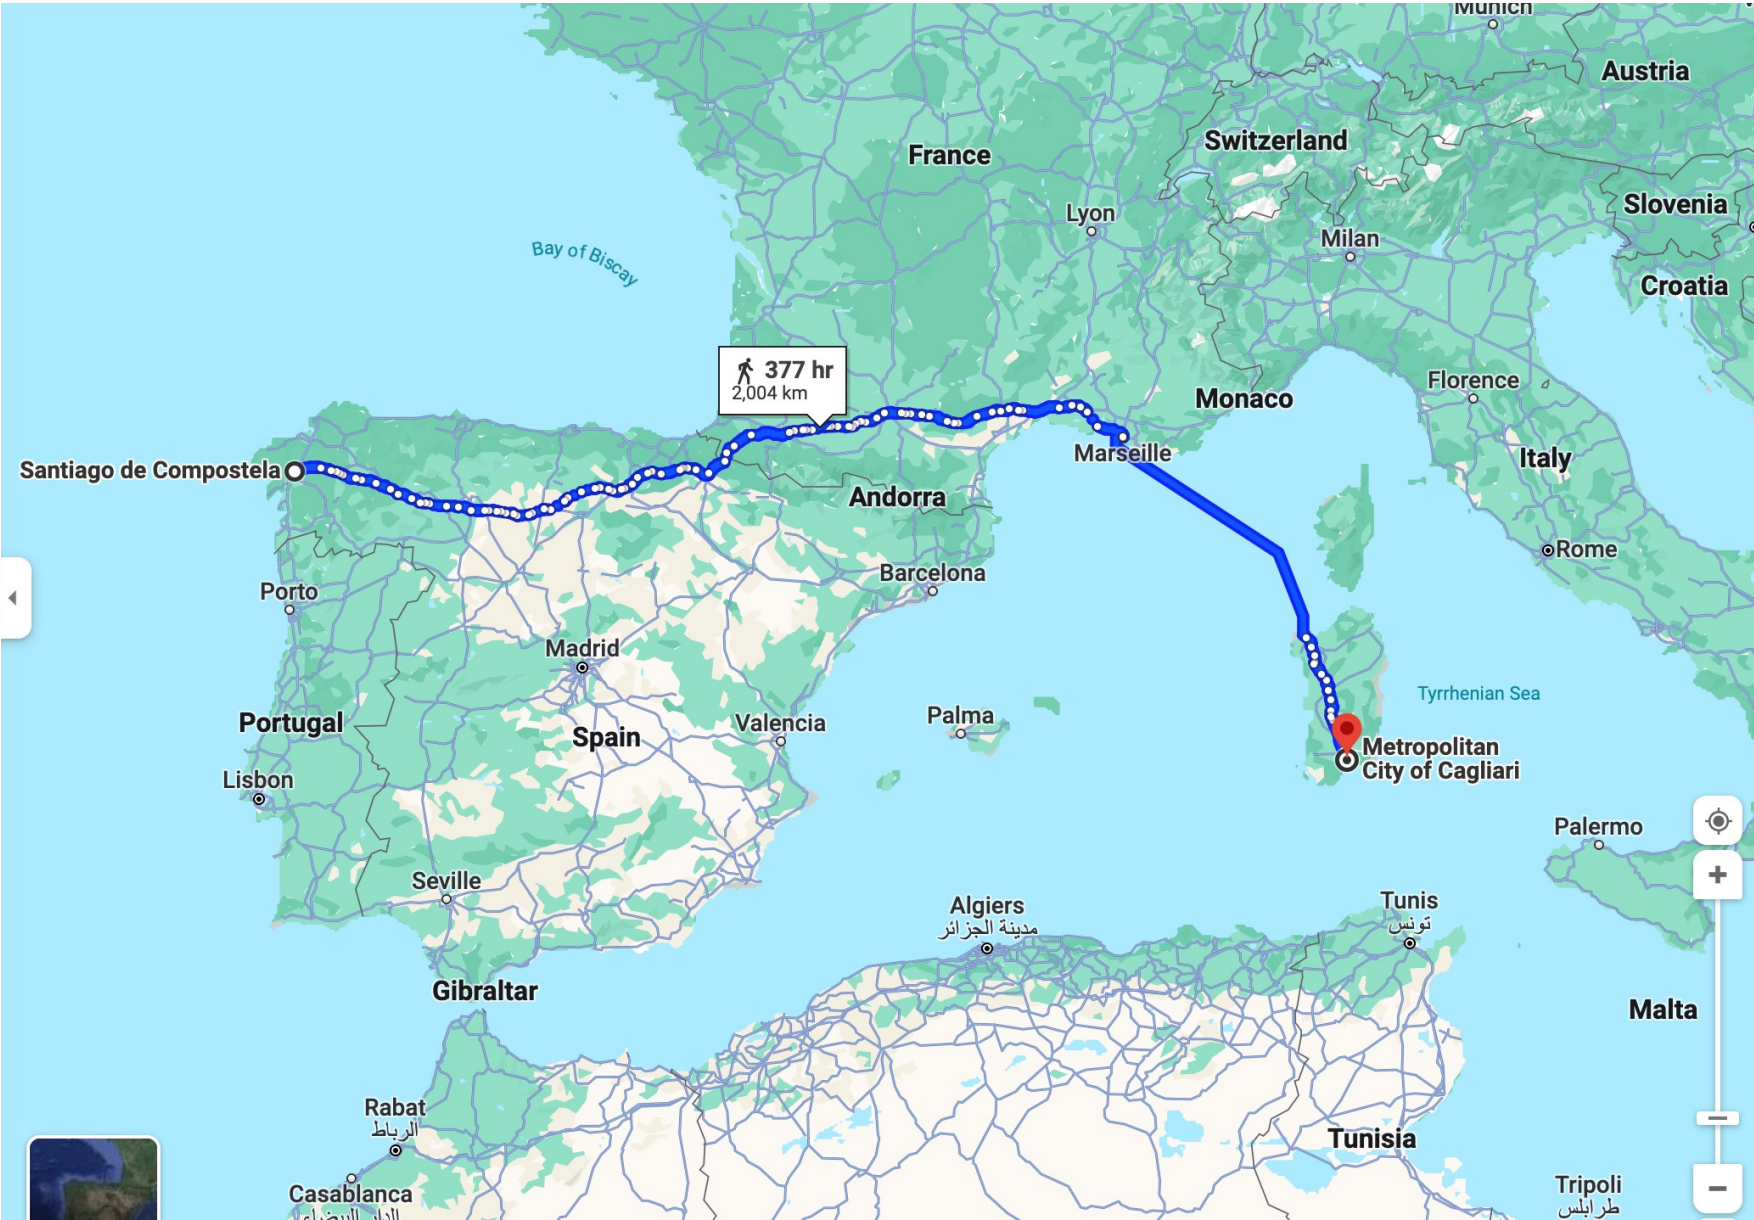 Munich
Austria
Switzerland
France
Slovenia
Lyon
Milan
Bay of Biscay
Croatia
377 hr
2,004 km
Florence
Monaco
Marseille
Italy
Santiago de Compostela
Andorra
Rome
Barcelona
Porto
Madrid
Tyrrhenian Sea
Portugal
Palma
Valencia
Spain
Metropolitan
City of Cagliari
Lisbon
Palermo
Seville
Algiers
مدينة الجزائر
Tunis
تونس
Gibraltar
Malta
Rabat
الرباط
Tunisia
Casablanca
الدار البيضاء
Tripoli
طرابلس